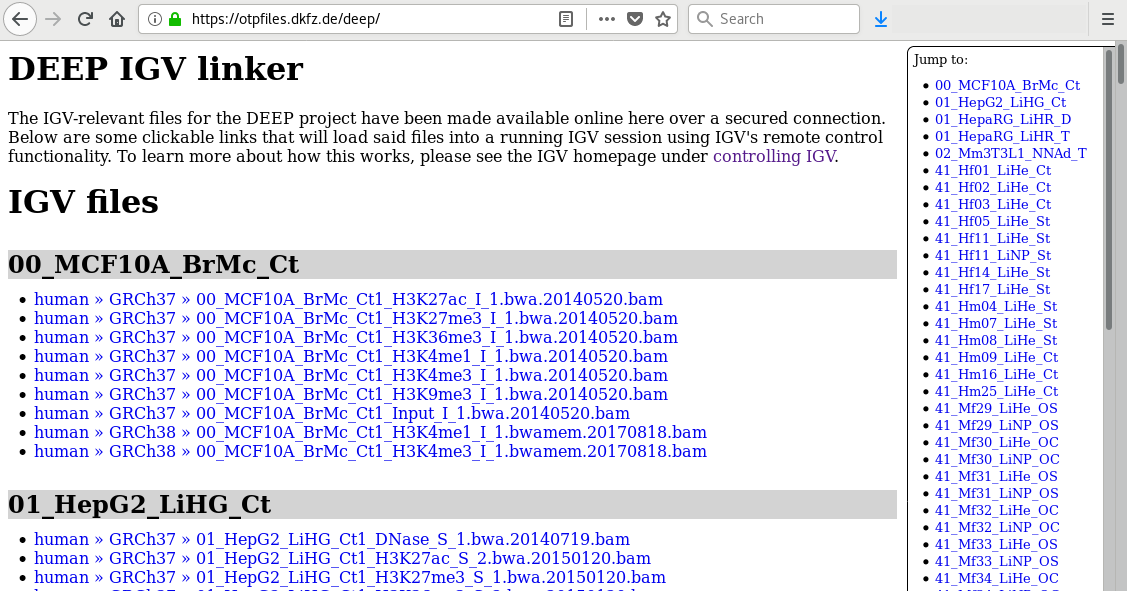 https://otpfiles.dkfz.de/deep/
Search
DEEP IGV linker
The IGV-relevant files for the DEEP project have been made available online here over a secured connection.
Below are some clickable links that will load said files into a running IGV session using IGV's remote control
functionality. To learn more about how this works, please see the IGV homepage under controlling IGV.
IGV files
00_MCF10A_BrMc_Ct
human » GRCh37 » 00_MCF10A_BrMc_Ct1_H3K27ac_I_1.bwa.20140520.bam
human » GRCh37 » 00_MCF10A_BrMc_Ct1_H3K27me3_I_1.bwa.20140520.bam
human » GRCh37 » 00_MCF10A_BrMc_Ct1_H3K36me3_I_1.bwa.20140520.bam
human » GRCh37 » 00_MCF10A_BrMc_Ct1_H3K4me1_I_1.bwa.20140520.bam
human » GRCh37 » 00_MCF10A_BrMc_Ct1_H3K4me3_I_1.bwa.20140520.bam
human » GRCh37 » 00_MCF10A_BrMc_Ct1_H3K9me3_I_1.bwa.20140520.bam
human » GRCh37 » 00_MCF10A_BrMc_Ct1_Input_I_1.bwa.20140520.bam
human » GRCh38 » 00_MCF10A_BrMc_Ct1_H3K4me1_I_1.bwamem.20170818.bam
human » GRCh38 » 00_MCF10A_BrMc_Ct1_H3K4me3_I_1.bwamem.20170818.bam
01_HepG2_LiHG_Ct
human » GRCh37 » 01_HepG2_LiHG_Ct1_DNase_S_1.bwa.20140719.bam
human » GRCh37 » 01_HepG2_LiHG_Ct1_H3K27ac_S_2.bwa.20150120.bam
human » GRCh37 » 01_HepG2_LiHG_Ct1_H3K27me3_S_1.bwa.20150120.bam
Jump to:
00_MCF10A_BrMc_Ct
01_HepG2_LiHG_Ct
01_HepaRG_LiHR_D
01_HepaRG_LiHR_T
02_Mm3T3L1_NNAd_T
41_Hf01_LiHe_Ct
41_Hf02_LiHe_Ct
41_Hf03_LiHe_Ct
41_Hf05_LiHe_St
41_Hf11_LiHe_St
41_Hf11_LiNP_St
41_Hf14_LiHe_St
41_Hf17_LiHe_St
41_Hm04_LiHe_St
41_Hm07_LiHe_St
41_Hm08_LiHe_St
41_Hm09_LiHe_Ct
41_Hm16_LiHe_Ct
41_Hm25_LiHe_Ct
41_Mf29_LiHe_OS
41_Mf29_LiNP_OS
41_Mf30_LiHe_OC
41_Mf30_LiNP_OC
41_Mf31_LiHe_OS
41_Mf31_LiNP_OS
41_Mf32_LiHe_OC
41_Mf32_LiNP_OC
41_Mf33_LiHe_OS
41_Mf33_LiNP_OS
41_Mf34_LiHe_OC